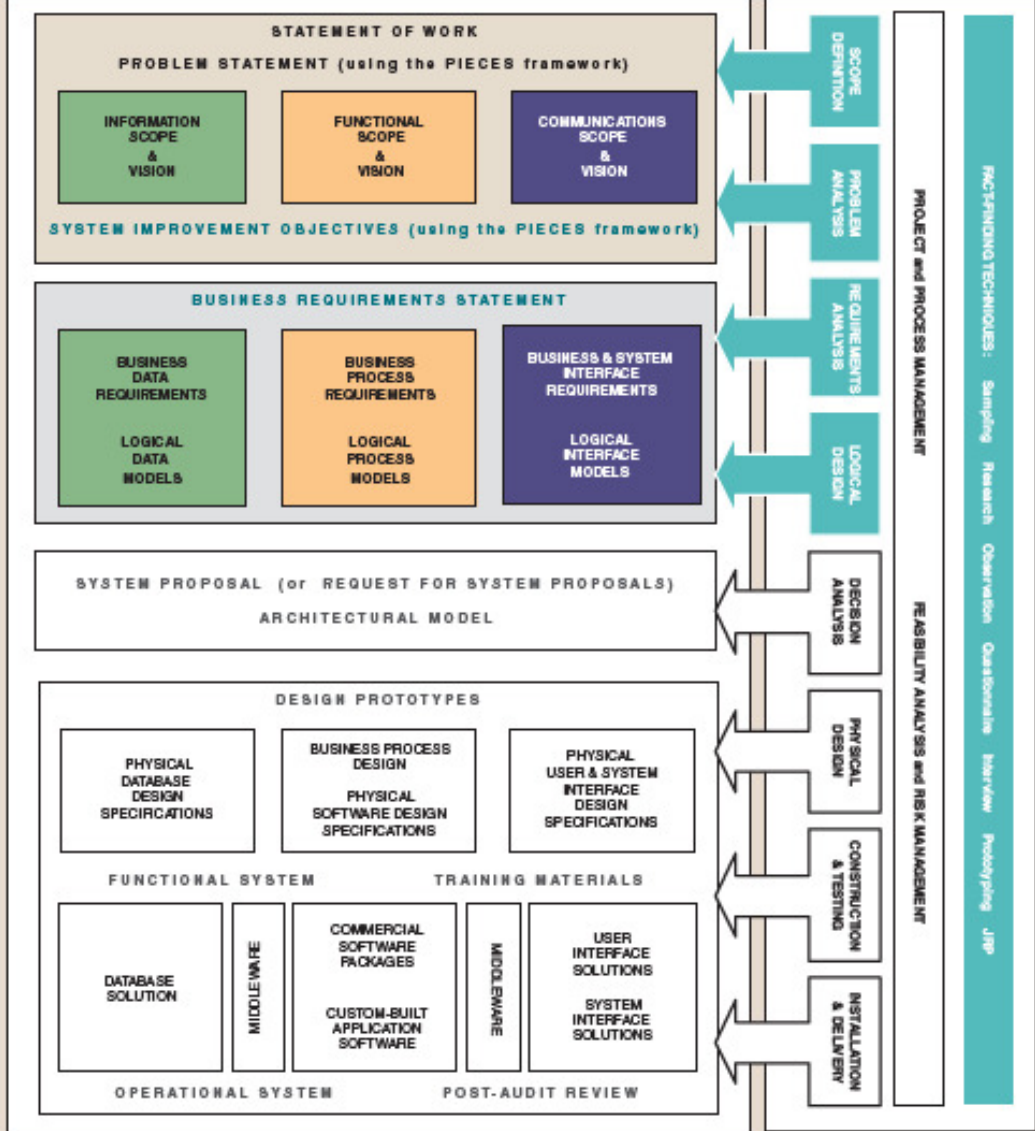 STATEMENT OF WORK
PROBLEM STATEMENT (using the PIECES framework)
INFORMATION
SCOPE
&
VISION
FUNCTIONAL
SCOPE
&
VISION
COMMUNICATIONS
SCOPE
&
VISION
SYSTEM IMPROVEMENT OBJECTIVES (using the PIECES framework)
BUSINESS REQUIREMENTS STATEMENT
BUSINESS
DATA
REQUIREMENTS
LOGICAL
DATA
MODELS
BUSINESS
PROCESS
REQUIREMENTS
LOGICAL
PROCESS
MODELS
BUSINESS & SYSTEM
INTERFACE
REQUIREMENTS
LOGICAL
INTERFACE
MODELS
SYSTEM PROPOSAL (or REQUEST FOR SYSTEM PROPOSALS)
ARCHITECTURAL MODEL
DESIGN PROTOTYPES
PHYSICAL
DATABASE
DESIGN
SPECIFICATIONS
BUSINESS PROCESS
DESIGN
PHYSICAL
SOFTWARE DESIGN
SPECIFICATIONS
PHYSICAL
USER & SYSTEM
INTERFACE
DESIGN
SPECIFICATIONS
FUNCTIONAL SYSTEM
TRAINING MATERIALS
DATABASE
SOLUTION
MIDDLEWARE
COMMERCIAL
SOFTWARE
PACKAGES
CUSTOM-BUILT
APPLICATION
SOFTWARE
MIDDLEWARE
USER
INTERFACE
SOLUTIONS
SYSTEM
INTERFACE
SOLUTIONS
OPERATIONAL SYSTEM
POST-AUDIT REVIEW
SCOPE
DEFINITION
PROBLEM
ANALYSIS
REQUIREMENTS
ANALYSIS
LOGICAL
DESIGN
DECISION
ANALYSIS
PHYSICAL
DESIGN
CONSTRUCTION
& TESTING
INSTALLATION
& DELIVERY
PROJECT and PROCESS MANAGEMENT
FEASIBILITY ANALYSIS and RISK MANAGEMENT
FACT-FINDING TECHNIQUES: Sampling Research Observation Questionnaire Interview Prototyping JRP